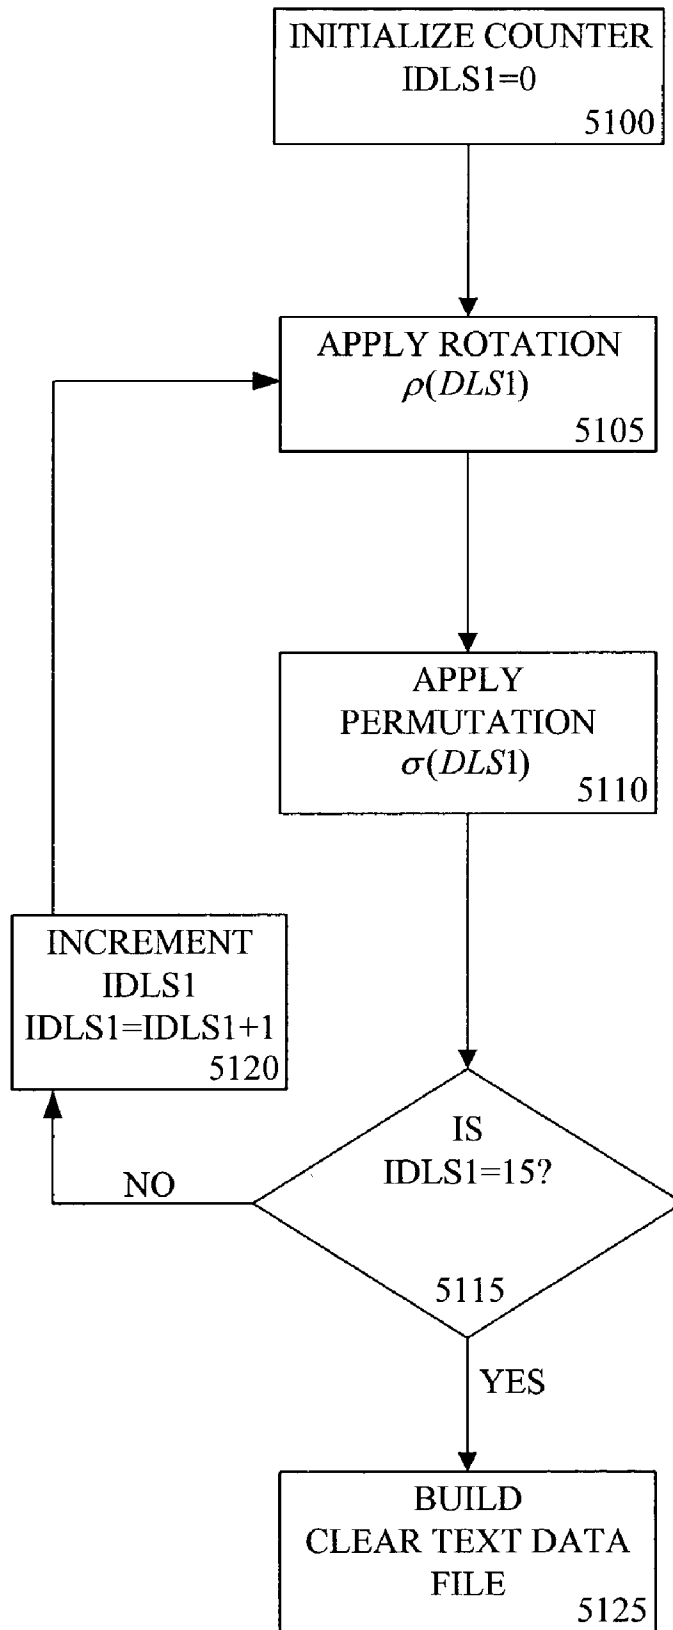 INITIALIZE COUNTER
IDLS1=0
5100
APPLY ROTATION
ρ(DLS1)
5105
APPLY
PERMUTATION
σ(DLS1)
5110
INCREMENT
IDLS1
IDLS1=IDLS1+1
5120
IS
IDLS1=15?
5115
NO
YES
BUILD
CLEAR TEXT DATA
FILE
5125